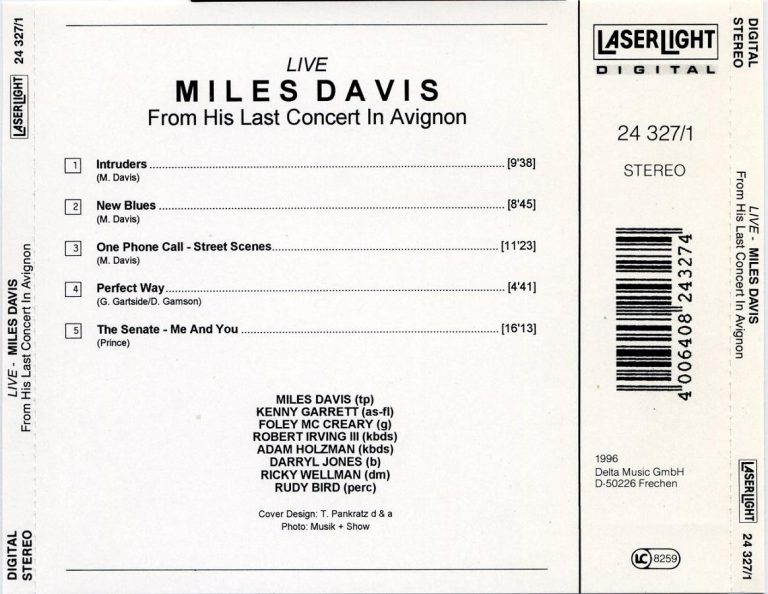 LASERLIGHT 24 327/1
LIVE - MILES DAVIS
From His Last Concert In Avignon
DIGITAL
STEREO
LIVE
MILES DAVIS
From His Last Concert In Avignon
1 Intruders [9'38]
(M. Davis)
2 New Blues [8'45]
(M. Davis)
3 One Phone Call - Street Scenes [11'23]
(M. Davis)
4 Perfect Way [4'41]
(G. Gartside/D. Gamson)
5 The Senate - Me And You [16'13]
(Prince)
MILES DAVIS (tp)
KENNY GARRETT (as-fl)
FOLEY MC CREARY (g)
ROBERT IRVING III (kbds)
ADAM HOLZMAN (kbds)
DARRYL JONES (b)
RICKY WELLMAN (dm)
RUDY BIRD (perc)
Cover Design: T. Pankratz d & a
Photo: Musik + Show
LASERLIGHT
DIGITAL
24 327/1
STEREO
4 006408 243274
1996
Delta Music GmbH
D-50226 Frechen
LC 8259
DIGITAL
STEREO
LIVE - MILES DAVIS
From His Last Concert In Avignon
LASERLIGHT 24 327/1